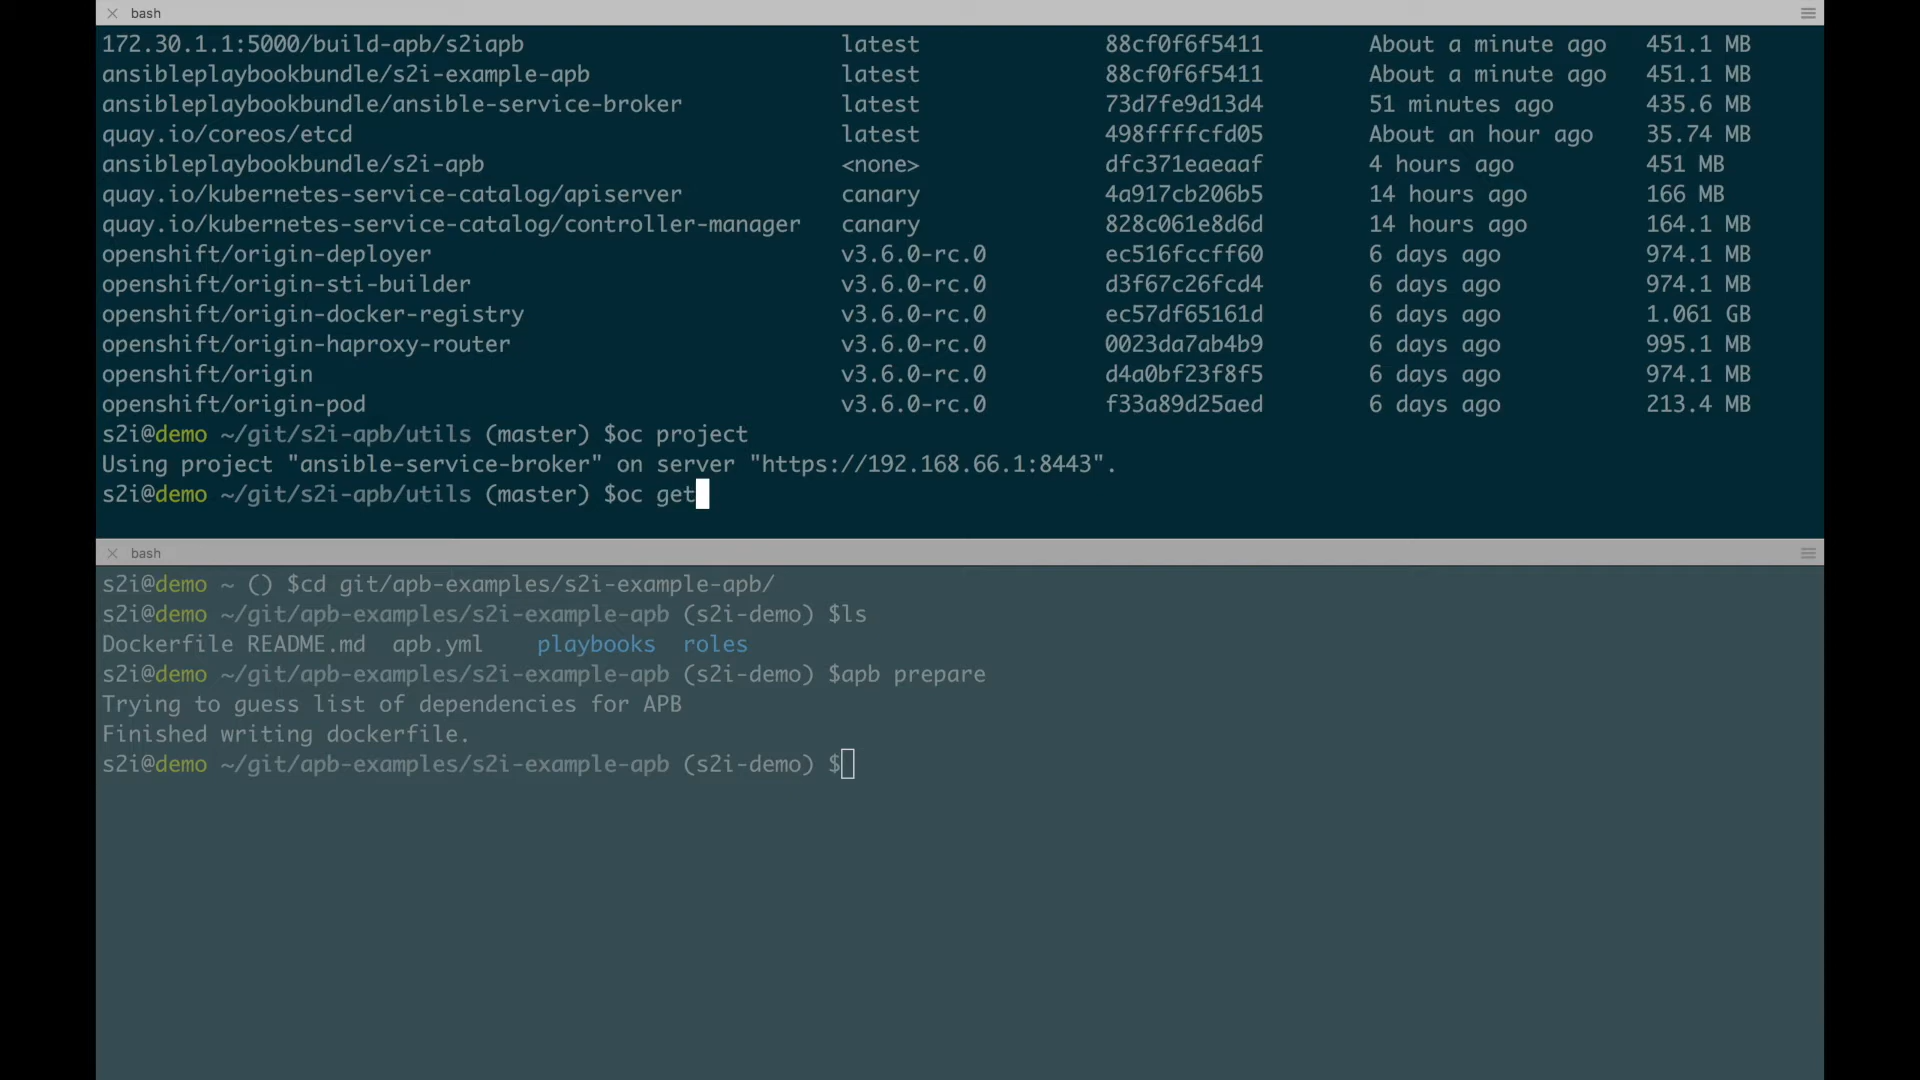 bash
172.30.1.1:5000/build-apb/s2iapb latest 88cf0f6f5411 About a minute ago 451.1 MB
ansibleplaybookbundle/s2i-example-apb latest 88cf0f6f5411 About a minute ago 451.1 MB
ansibleplaybookbundle/ansible-service-broker latest 73d7fe9d13d4 51 minutes ago 435.6 MB
quay.io/coreos/etcd latest 498ffffcfd05 About an hour ago 35.74 MB
ansibleplaybookbundle/s2i-apb <none> dfc371eaeaaf 4 hours ago 451 MB
quay.io/kubernetes-service-catalog/apiserver canary 4a917cb206b5 14 hours ago 166 MB
quay.io/kubernetes-service-catalog/controller-manager canary 828c061e8d6d 14 hours ago 164.1 MB
openshift/origin-deployer v3.6.0-rc.0 ec516fccff60 6 days ago 974.1 MB
openshift/origin-sti-builder v3.6.0-rc.0 d3f67c26fcd4 6 days ago 974.1 MB
openshift/origin-docker-registry v3.6.0-rc.0 ec57df65161d 6 days ago 1.061 GB
openshift/origin-haproxy-router v3.6.0-rc.0 0023da7ab4b9 6 days ago 995.1 MB
openshift/origin v3.6.0-rc.0 d4a0bf23f8f5 6 days ago 974.1 MB
openshift/origin-pod v3.6.0-rc.0 f33a89d25aed 6 days ago 213.4 MB
s2i@demo ~/git/s2i-apb/utils (master) $oc project
Using project "ansible-service-broker" on server "https://192.168.66.1:8443".
s2i@demo ~/git/s2i-apb/utils (master) $oc get
bash
s2i@demo ~ () $cd git/apb-examples/s2i-example-apb/
s2i@demo ~/git/apb-examples/s2i-example-apb (s2i-demo) $ls
Dockerfile README.md apb.yml playbooks roles
s2i@demo ~/git/apb-examples/s2i-example-apb (s2i-demo) $apb prepare
Trying to guess list of dependencies for APB
Finished writing dockerfile.
s2i@demo ~/git/apb-examples/s2i-example-apb (s2i-demo) $